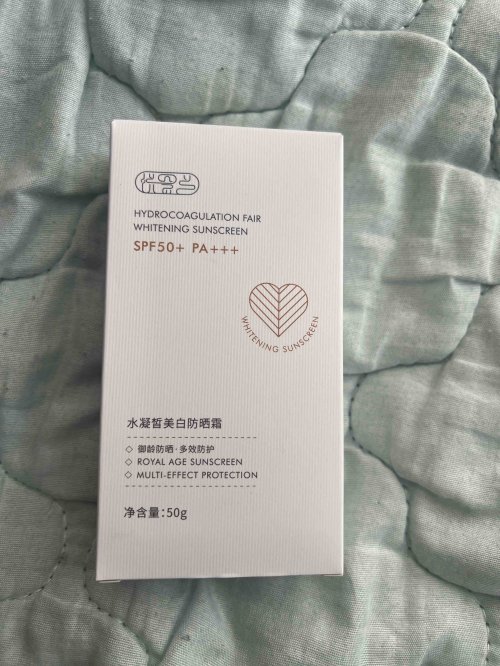 HYDROCOAGULATION FAIR
WHITENING SUNSCREEN
SPF50+ PA+++
WHITENING SUNSCREEN
水凝皙美白防晒霜
◇ 御龄防晒·多效防护
◇ ROYAL AGE SUNSCREEN
◇ MULTI-EFFECT PROTECTION
净含量：50g